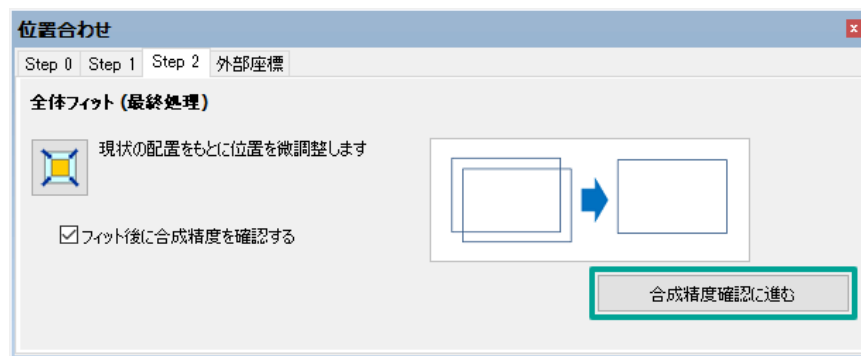 位置合わせ
Step 0 Step 1 Step 2 外部座標
全体フィット (最終処理)
現状の配置をもとに位置を微調整します
フィット後に合成精度を確認する
合成精度確認に進む